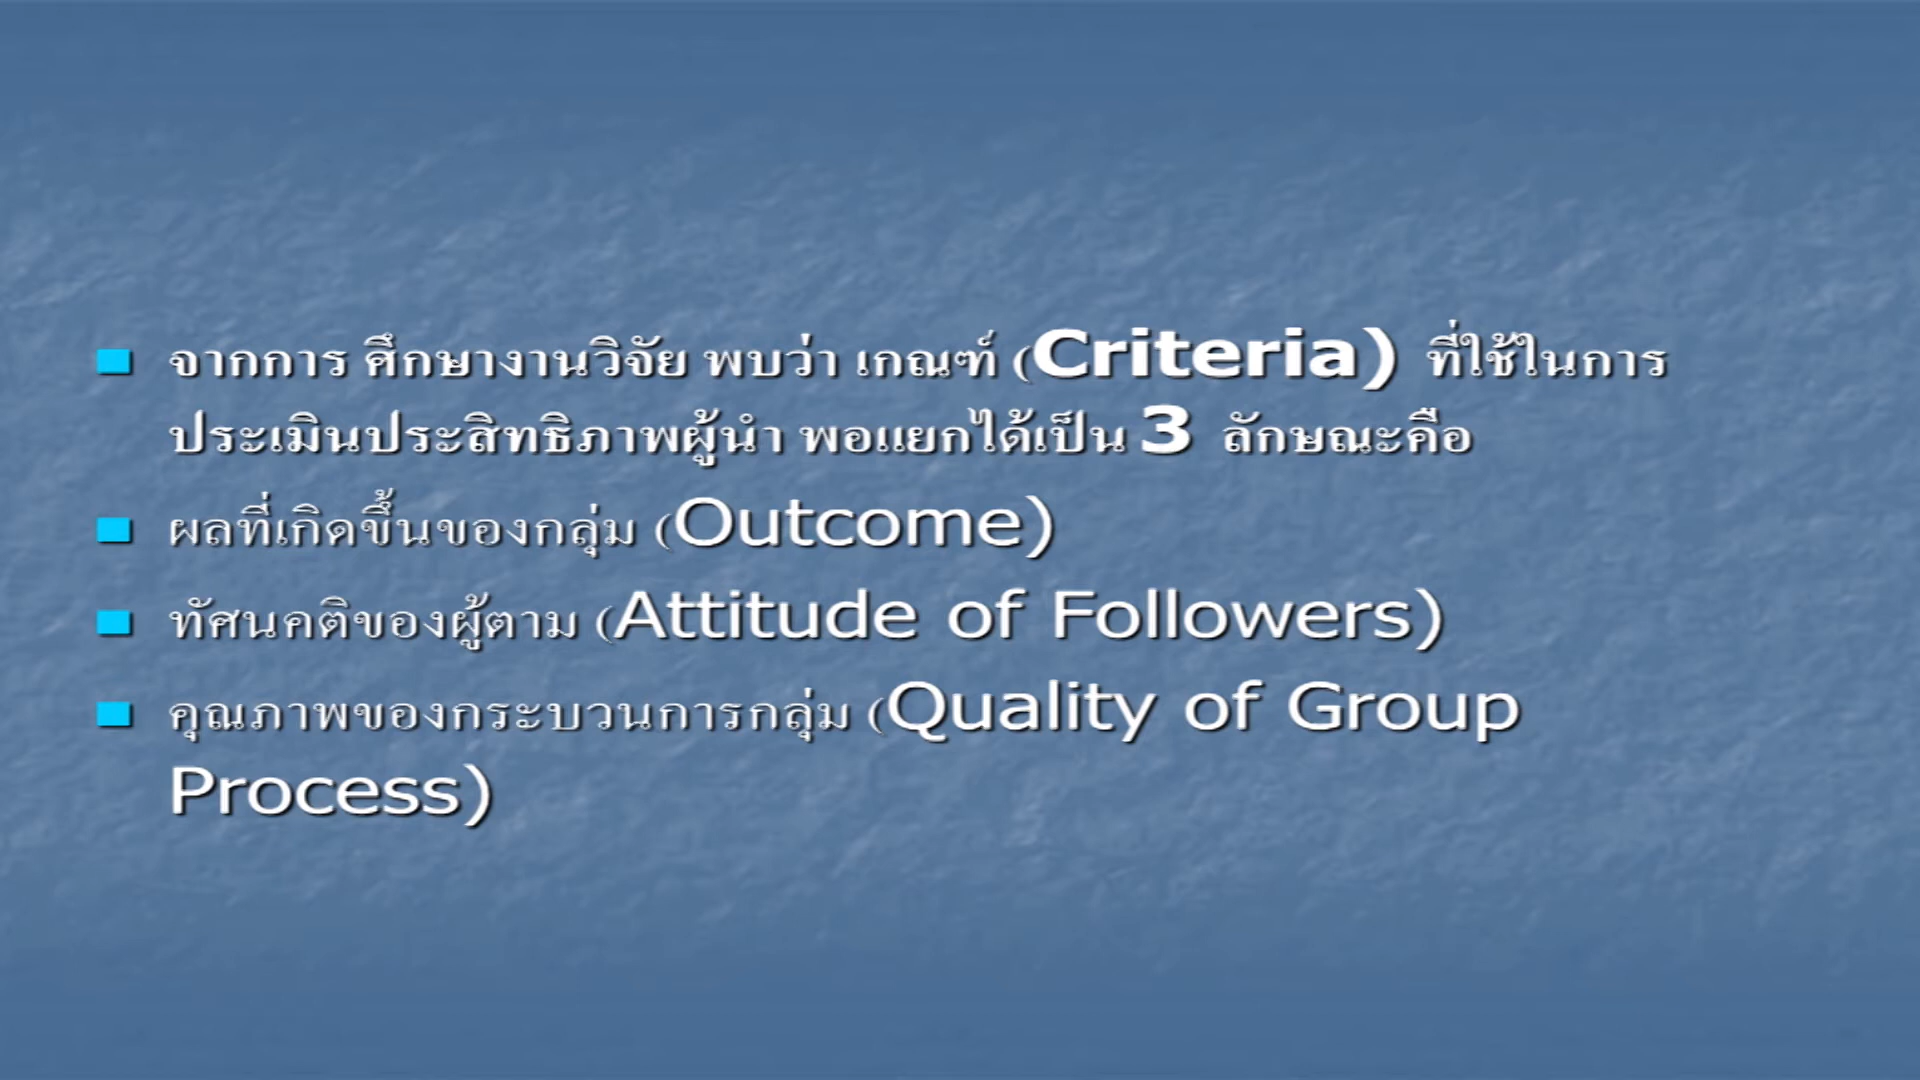 จากการ ศึกษางานวิจัย พบว่า เกณฑ์ (Criteria) ที่ใช้ในการ
ประเมินประสิทธิภาพผู้นำ พอแยกได้เป็น 3 ลักษณะคือ
ผลที่เกิดขึ้นของกลุ่ม (Outcome)
ทัศนคติของผู้ตาม (Attitude of Followers)
คุณภาพของกระบวนการกลุ่ม (Quality of Group
Process)